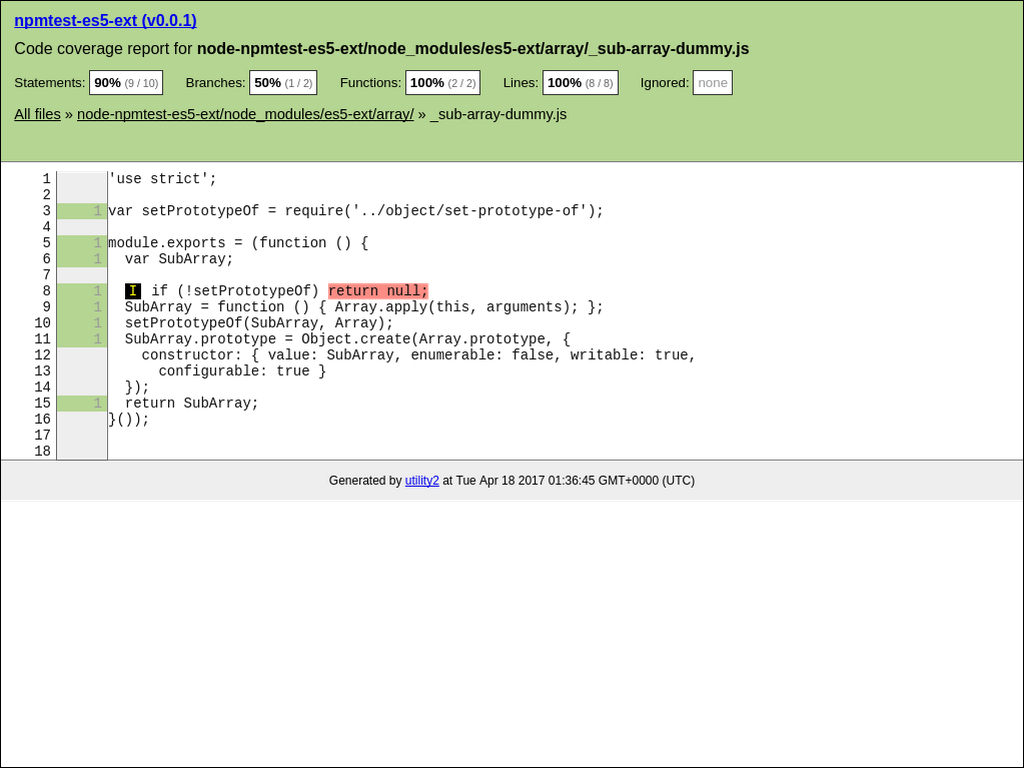 npmtest-es5-ext (v0.0.1)
Code coverage report for node-npmtest-es5-ext/node_modules/es5-ext/array/_sub-array-dummy.js
Statements: 90% (9 / 10) Branches: 50% (1 / 2) Functions: 100% (2 / 2) Lines: 100% (8 / 8) Ignored: none
All files » node-npmtest-es5-ext/node_modules/es5-ext/array/ » _sub-array-dummy.js
1 'use strict';
2
3 1 var setPrototypeOf = require('../object/set-prototype-of');
4
5 1 module.exports = (function () {
6 1 var SubArray;
7
8 1 I if (!setPrototypeOf) return null;
9 1 SubArray = function () { Array.apply(this, arguments); };
10 1 setPrototypeOf(SubArray, Array);
11 1 SubArray.prototype = Object.create(Array.prototype, {
12 constructor: { value: SubArray, enumerable: false, writable: true,
13 configurable: true }
14 });
15 1 return SubArray;
16 }());
17
18
Generated by utility2 at Tue Apr 18 2017 01:36:45 GMT+0000 (UTC)